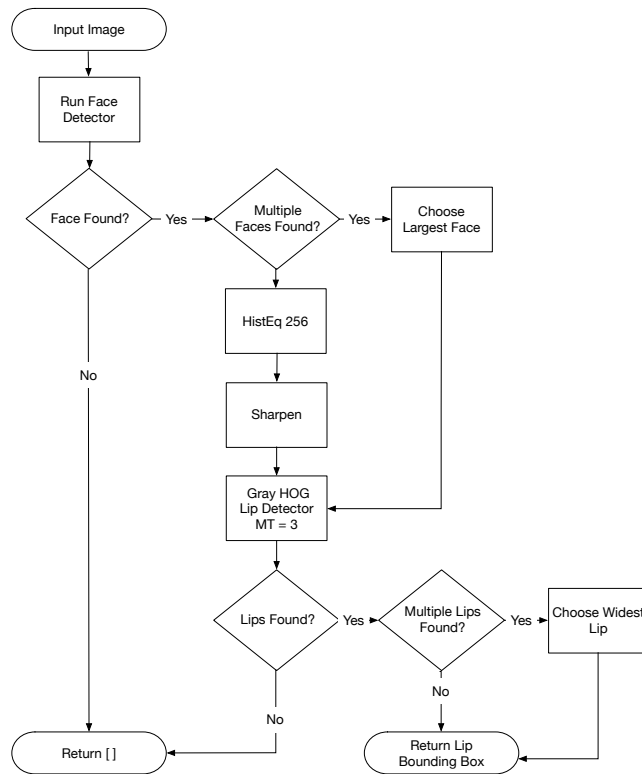 Input Image
Run Face
Detector
Face Found?
Yes
Multiple
Faces Found?
Yes
Choose
Largest Face
HistEq 256
No
Sharpen
Gray HOG
Lip Detector
MT = 3
Lips Found?
Yes
Multiple Lips
Found?
Yes
Choose Widest
Lip
No
No
Return [ ]
Return Lip
Bounding Box